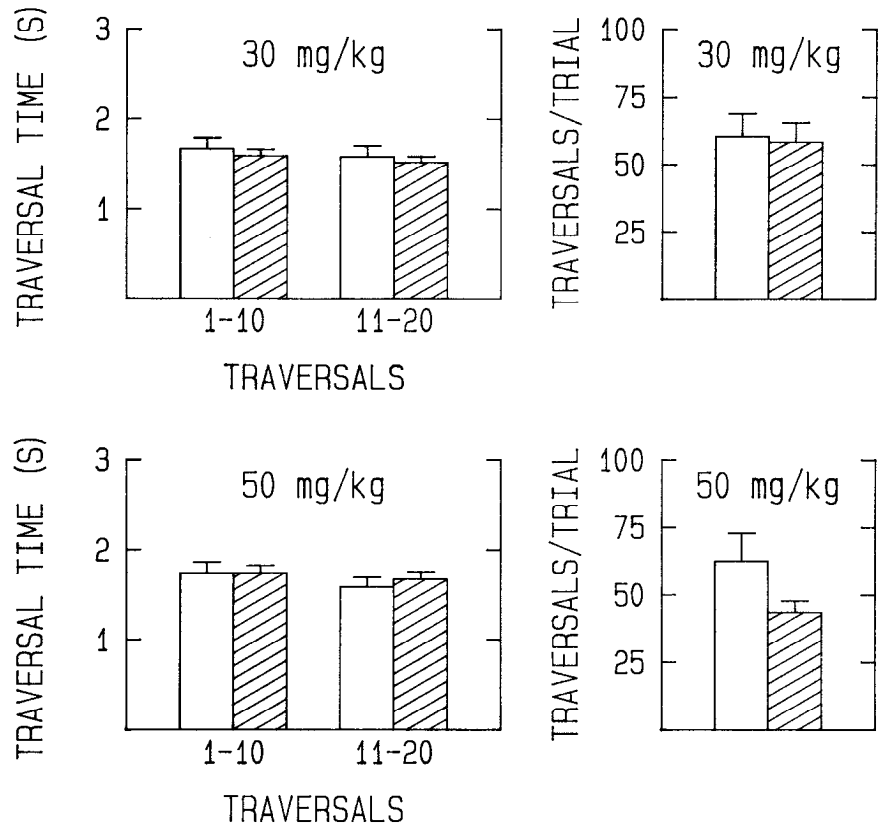 TRAVERSAL TIME (S)
3
2
1
30 mg/kg
1-10
11-20
TRAVERSALS
TRAVERSALS/TRIAL
100
75
50
25
30 mg/kg
TRAVERSAL TIME (S)
3
2
1
50 mg/kg
1-10
11-20
TRAVERSALS
TRAVERSALS/TRIAL
100
75
50
25
50 mg/kg